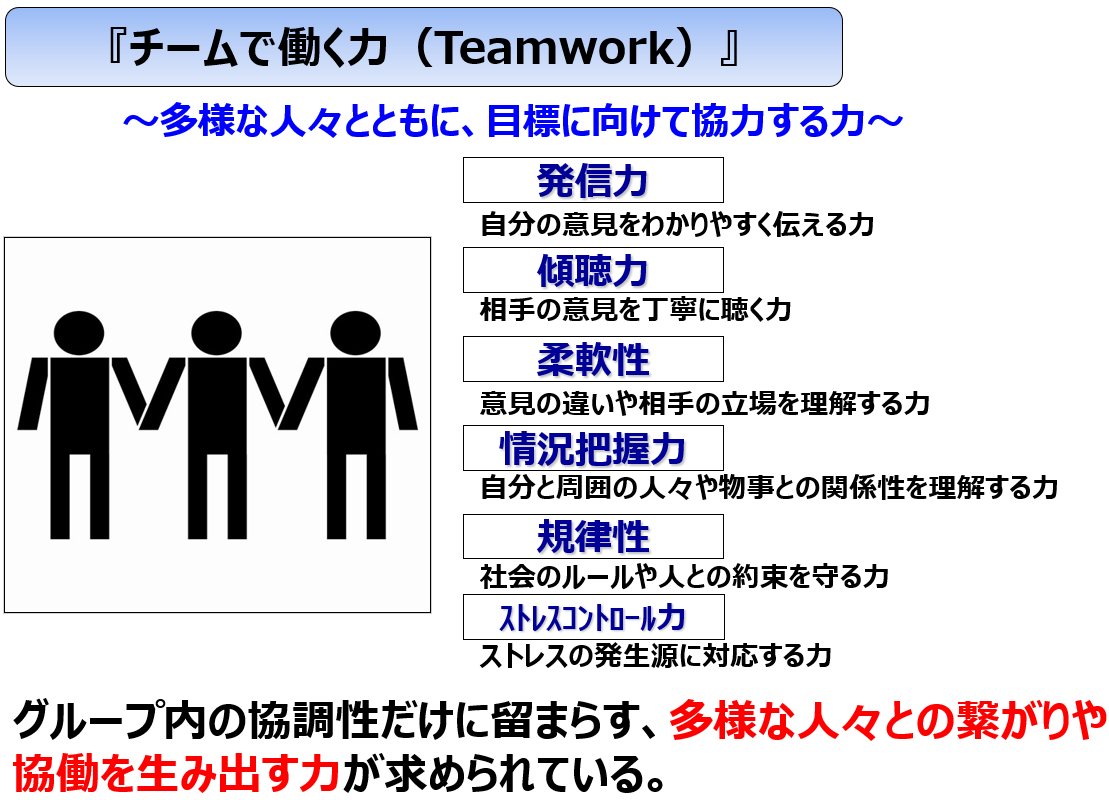 『チームで働く力（Teamwork）』
～多様な人々とともに、目標に向けて協力する力～
発信力
自分の意見をわかりやすく伝える力
傾聴力
相手の意見を丁寧に聴く力
柔軟性
意見の違いや相手の立場を理解する力
情況把握力
自分と周囲の人々や物事との関係性を理解する力
規律性
社会のルールや人との約束を守る力
ｽﾄﾚｽｺﾝﾄﾛｰﾙ力
ストレスの発生源に対応する力
グループ内の協調性だけに留まらす、多様な人々との繋がりや
協働を生み出す力が求められている。